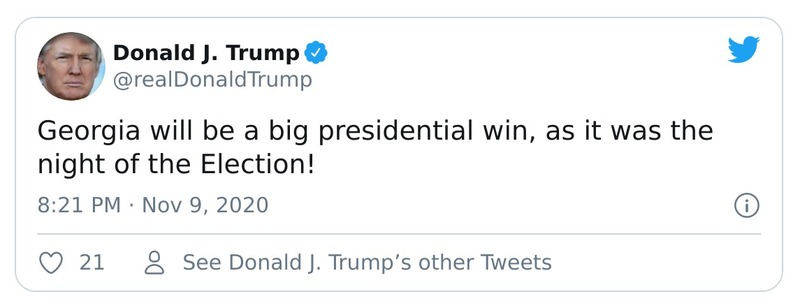 Donald J. Trump
@realDonaldTrump
Georgia will be a big presidential win, as it was the
night of the Election!
8:21 PM · Nov 9, 2020
21
See Donald J. Trump’s other Tweets